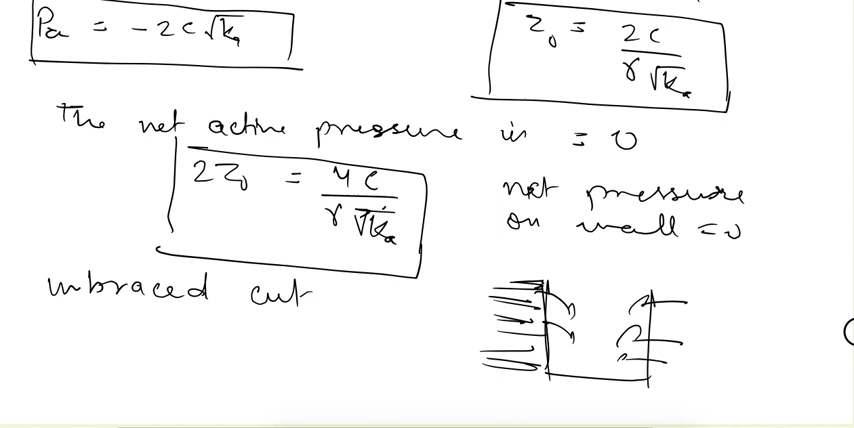 Pa = -2c√ka
z₀ = 2c / γ√ka
The net active pressure is = 0
2z₀ = 4c / γ√ka
net pressure
on wall = 0
unbraced cut